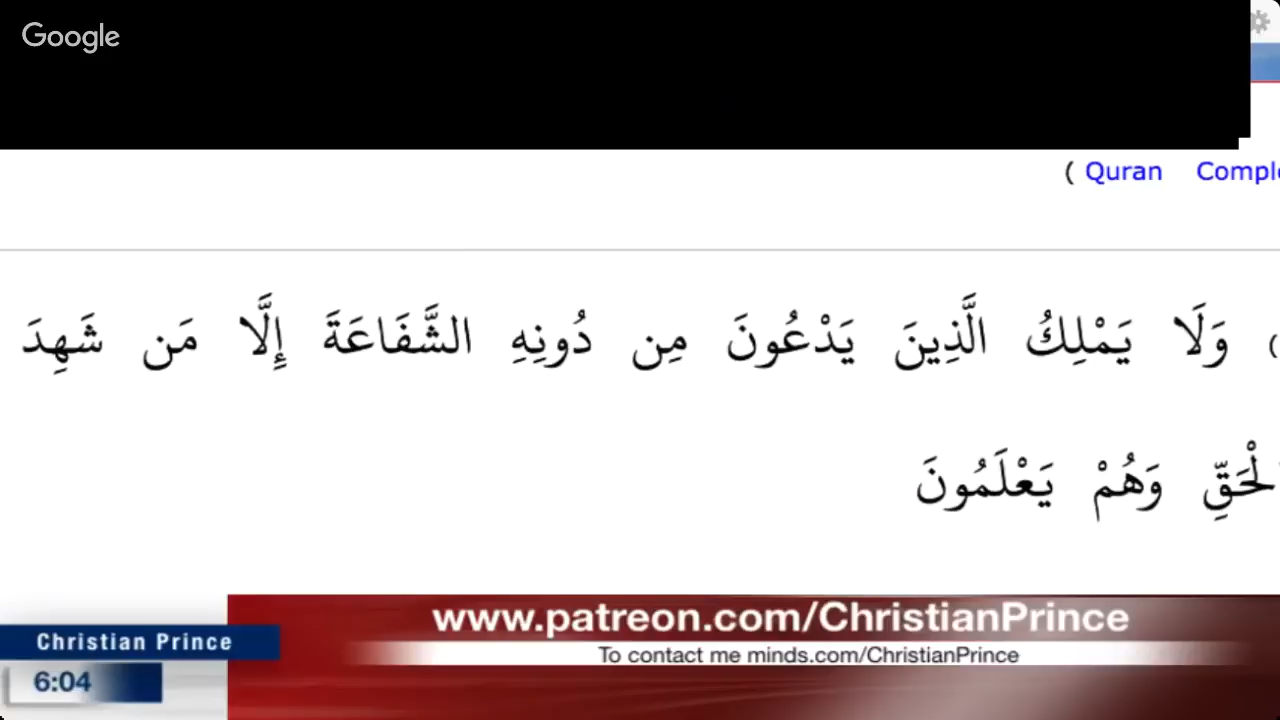 Google
( Quran Compl
( وَلَا يَمْلِكُ الَّذِينَ يَدْعُونَ مِن دُونِهِ الشَّفَاعَةَ إِلَّا مَن شَهِدَ
لْحَقِّ وَهُمْ يَعْلَمُونَ
www.patreon.com/ChristianPrince
Christian Prince
To contact me minds.com/ChristianPrince
6:04